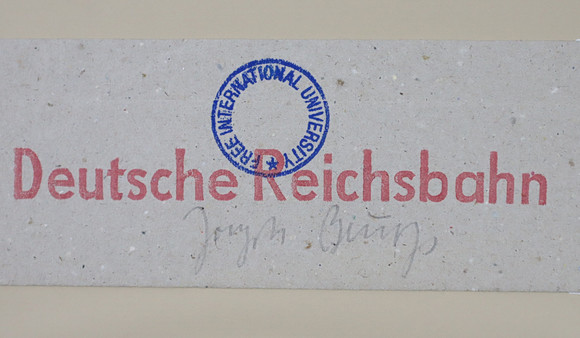 FREE INTERNATIONAL UNIVERSITY
Deutsche Reichsbahn
Joseph Beuys